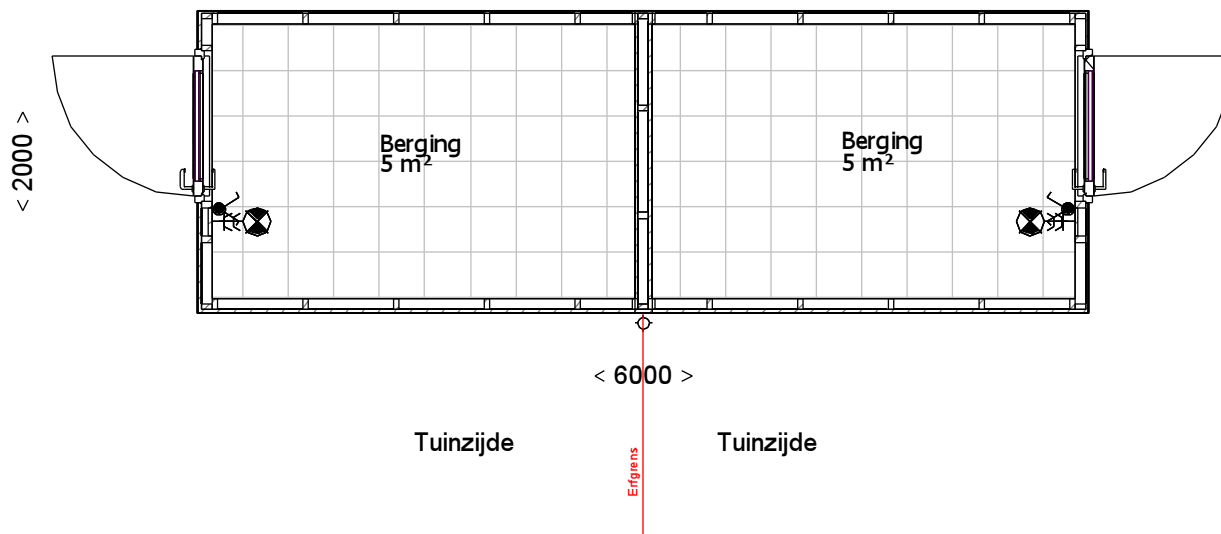 Berging
5 m²
Berging
5 m²
< 2000 >
< 6000 >
Tuinzijde
Tuinzijde
Erfgrens